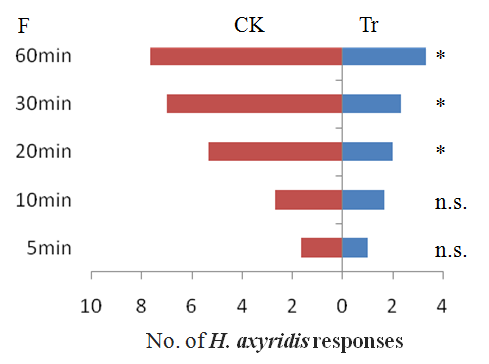 F CK Tr
60min *
30min *
20min *
10min n.s.
5min n.s.
10 8 6 4 2 0 2 4
No. of H. axyridis responses